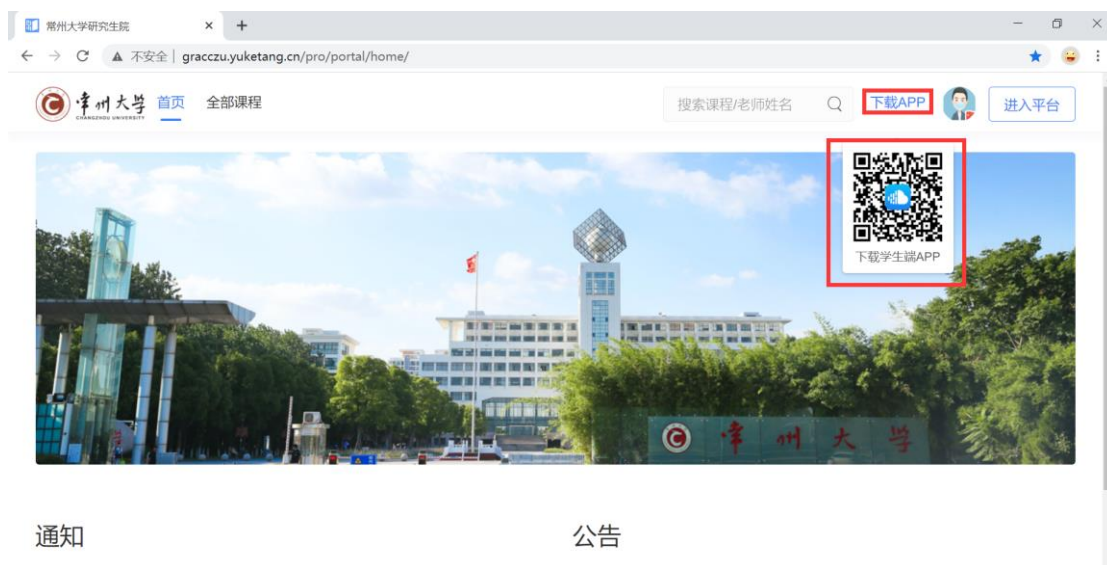 常州大学研究生院
不安全 | gracczu.yuketang.cn/pro/portal/home/
常州大学 首页 全部课程 搜索课程/老师姓名 下载APP 进入平台
CHANGZHOU UNIVERSITY
下载学生端APP
常州大学
通知 公告